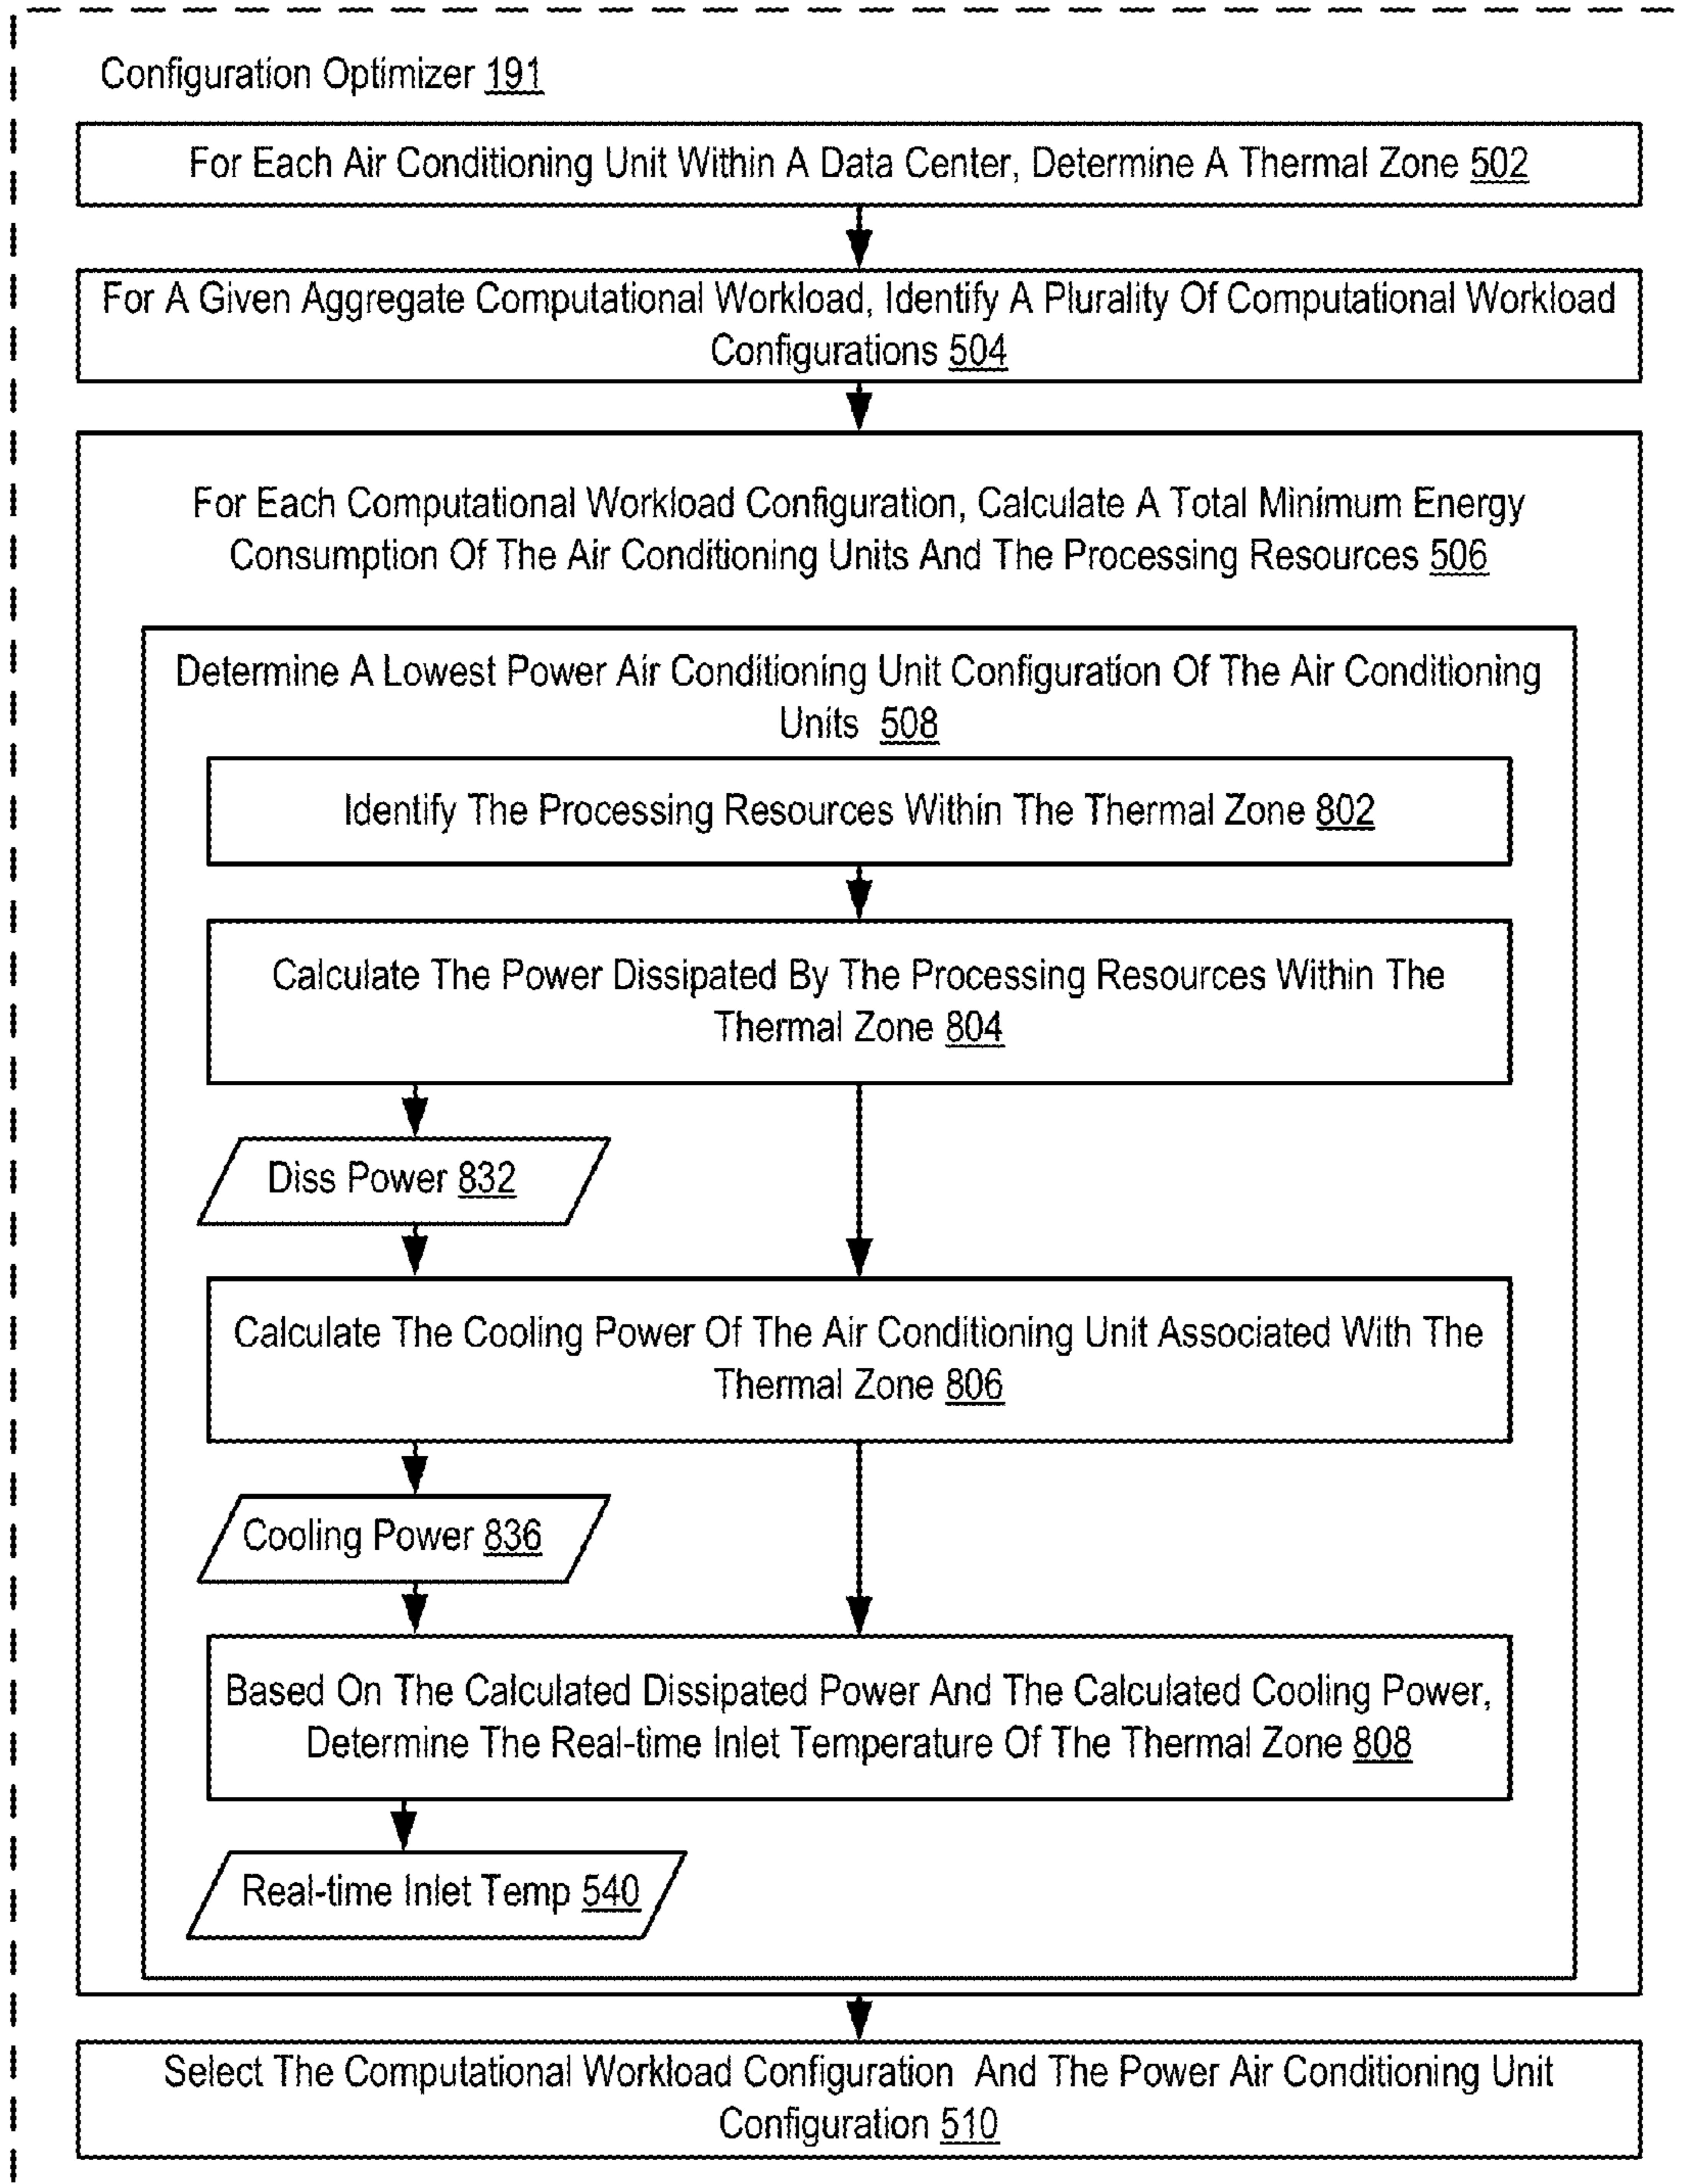 Configuration Optimizer 191
For Each Air Conditioning Unit Within A Data Center, Determine A Thermal Zone 502
For A Given Aggregate Computational Workload, Identify A Plurality Of Computational Workload
Configurations 504
For Each Computational Workload Configuration, Calculate A Total Minimum Energy
Consumption Of The Air Conditioning Units And The Processing Resources 506
Determine A Lowest Power Air Conditioning Unit Configuration Of The Air Conditioning
Units 508
Identify The Processing Resources Within The Thermal Zone 802
Calculate The Power Dissipated By The Processing Resources Within The
Thermal Zone 804
Diss Power 832
Calculate The Cooling Power Of The Air Conditioning Unit Associated With The
Thermal Zone 806
Cooling Power 836
Based On The Calculated Dissipated Power And The Calculated Cooling Power,
Determine The Real-time Inlet Temperature Of The Thermal Zone 808
Real-time Inlet Temp 540
Select The Computational Workload Configuration And The Power Air Conditioning Unit
Configuration 510